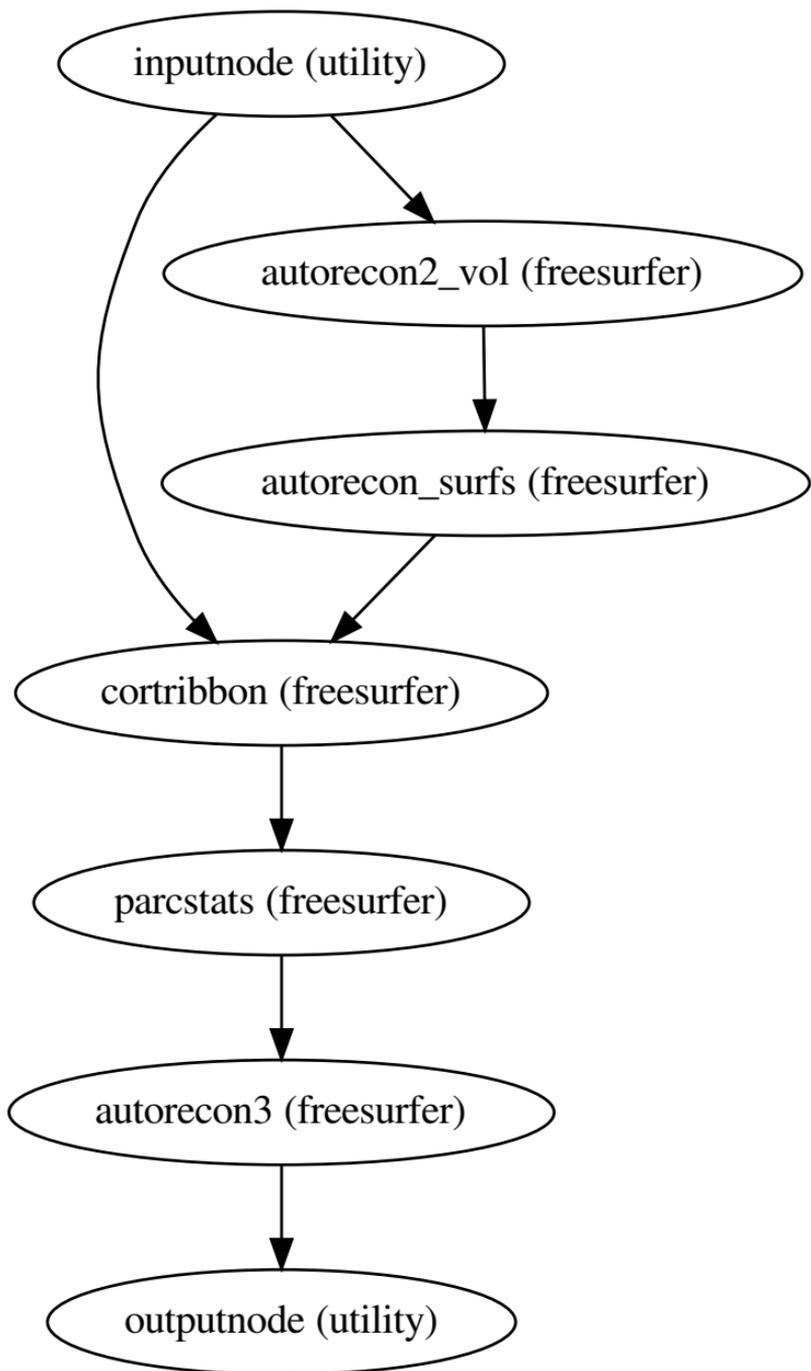 inputnode (utility)
autorecon2_vol (freesurfer)
autorecon_surfs (freesurfer)
cortribbon (freesurfer)
parcstats (freesurfer)
autorecon3 (freesurfer)
outputnode (utility)